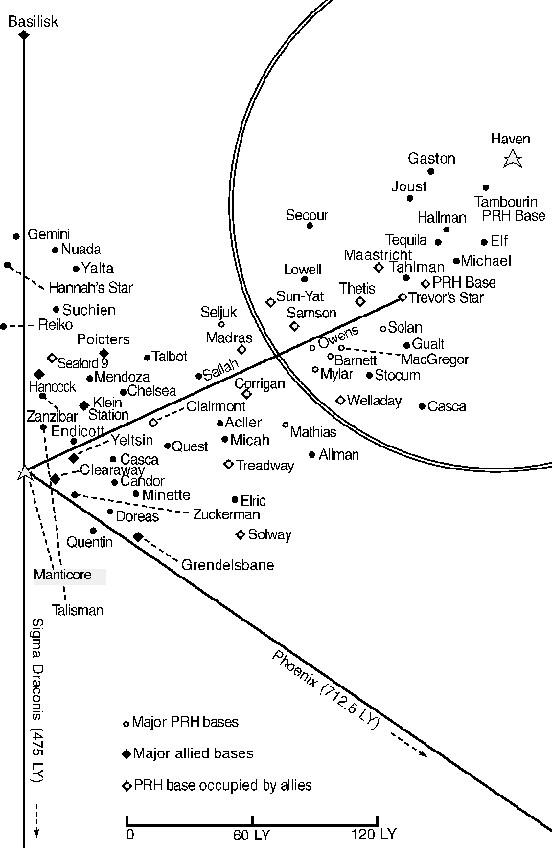 Basilisk
Haven
Gaston
Joust
Tambourin
PRH Base
Hallman
Secour
Gemini
Nuada
Tequila
Elf
Maastricht
Yalta
Lowell
Tahlman
Michael
Hannah's Star
PRH Base
Sun-Yat
Thetis
Trevor's Star
Suchien
Seljuk
Samson
Reiko
Solan
Poicters
Madras
Owens
Gualt
Seaford 9
Talbot
Barnett
MacGregor
Mendoza
Sallah
Mylar
Stocum
Hancock
Chelsea
Corrigan
Klein
Station
Clairmont
Welladay
Casca
Zanzibar
Endicott
Adler
Mathias
Yeltsin
Quest
Micah
Casca
Allman
Clearaway
Treadway
Candor
Minette
Elric
Doreas
Zuckerman
Quentin
Solway
Grendelsbane
Manticore
Talisman
Sigma Draconis (475 LY)
Phoenix (712.5 LY)
Major PRH bases
Major allied bases
PRH base occupied by allies
0 60 LY 120 LY